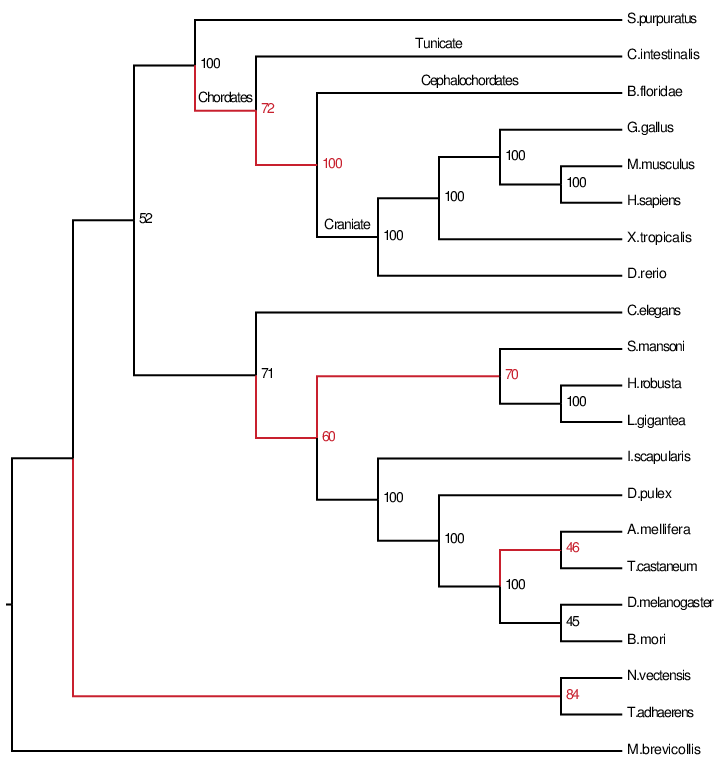 S.purpuratus
100
Tunicate
C.intestinalis
Chordates
72
Cephalochordates
B.floridae
G.gallus
100
M.musculus
100
100
H.sapiens
100
Craniate
100
X.tropicalis
52
D.rerio
C.elegans
71
S.mansoni
70
H.robusta
100
L.gigantea
60
I.scapularis
100
D.pulex
100
A.mellifera
46
T.castaneum
100
D.melanogaster
45
B.mori
N.vectensis
84
T.adhaerens
M.brevicollis